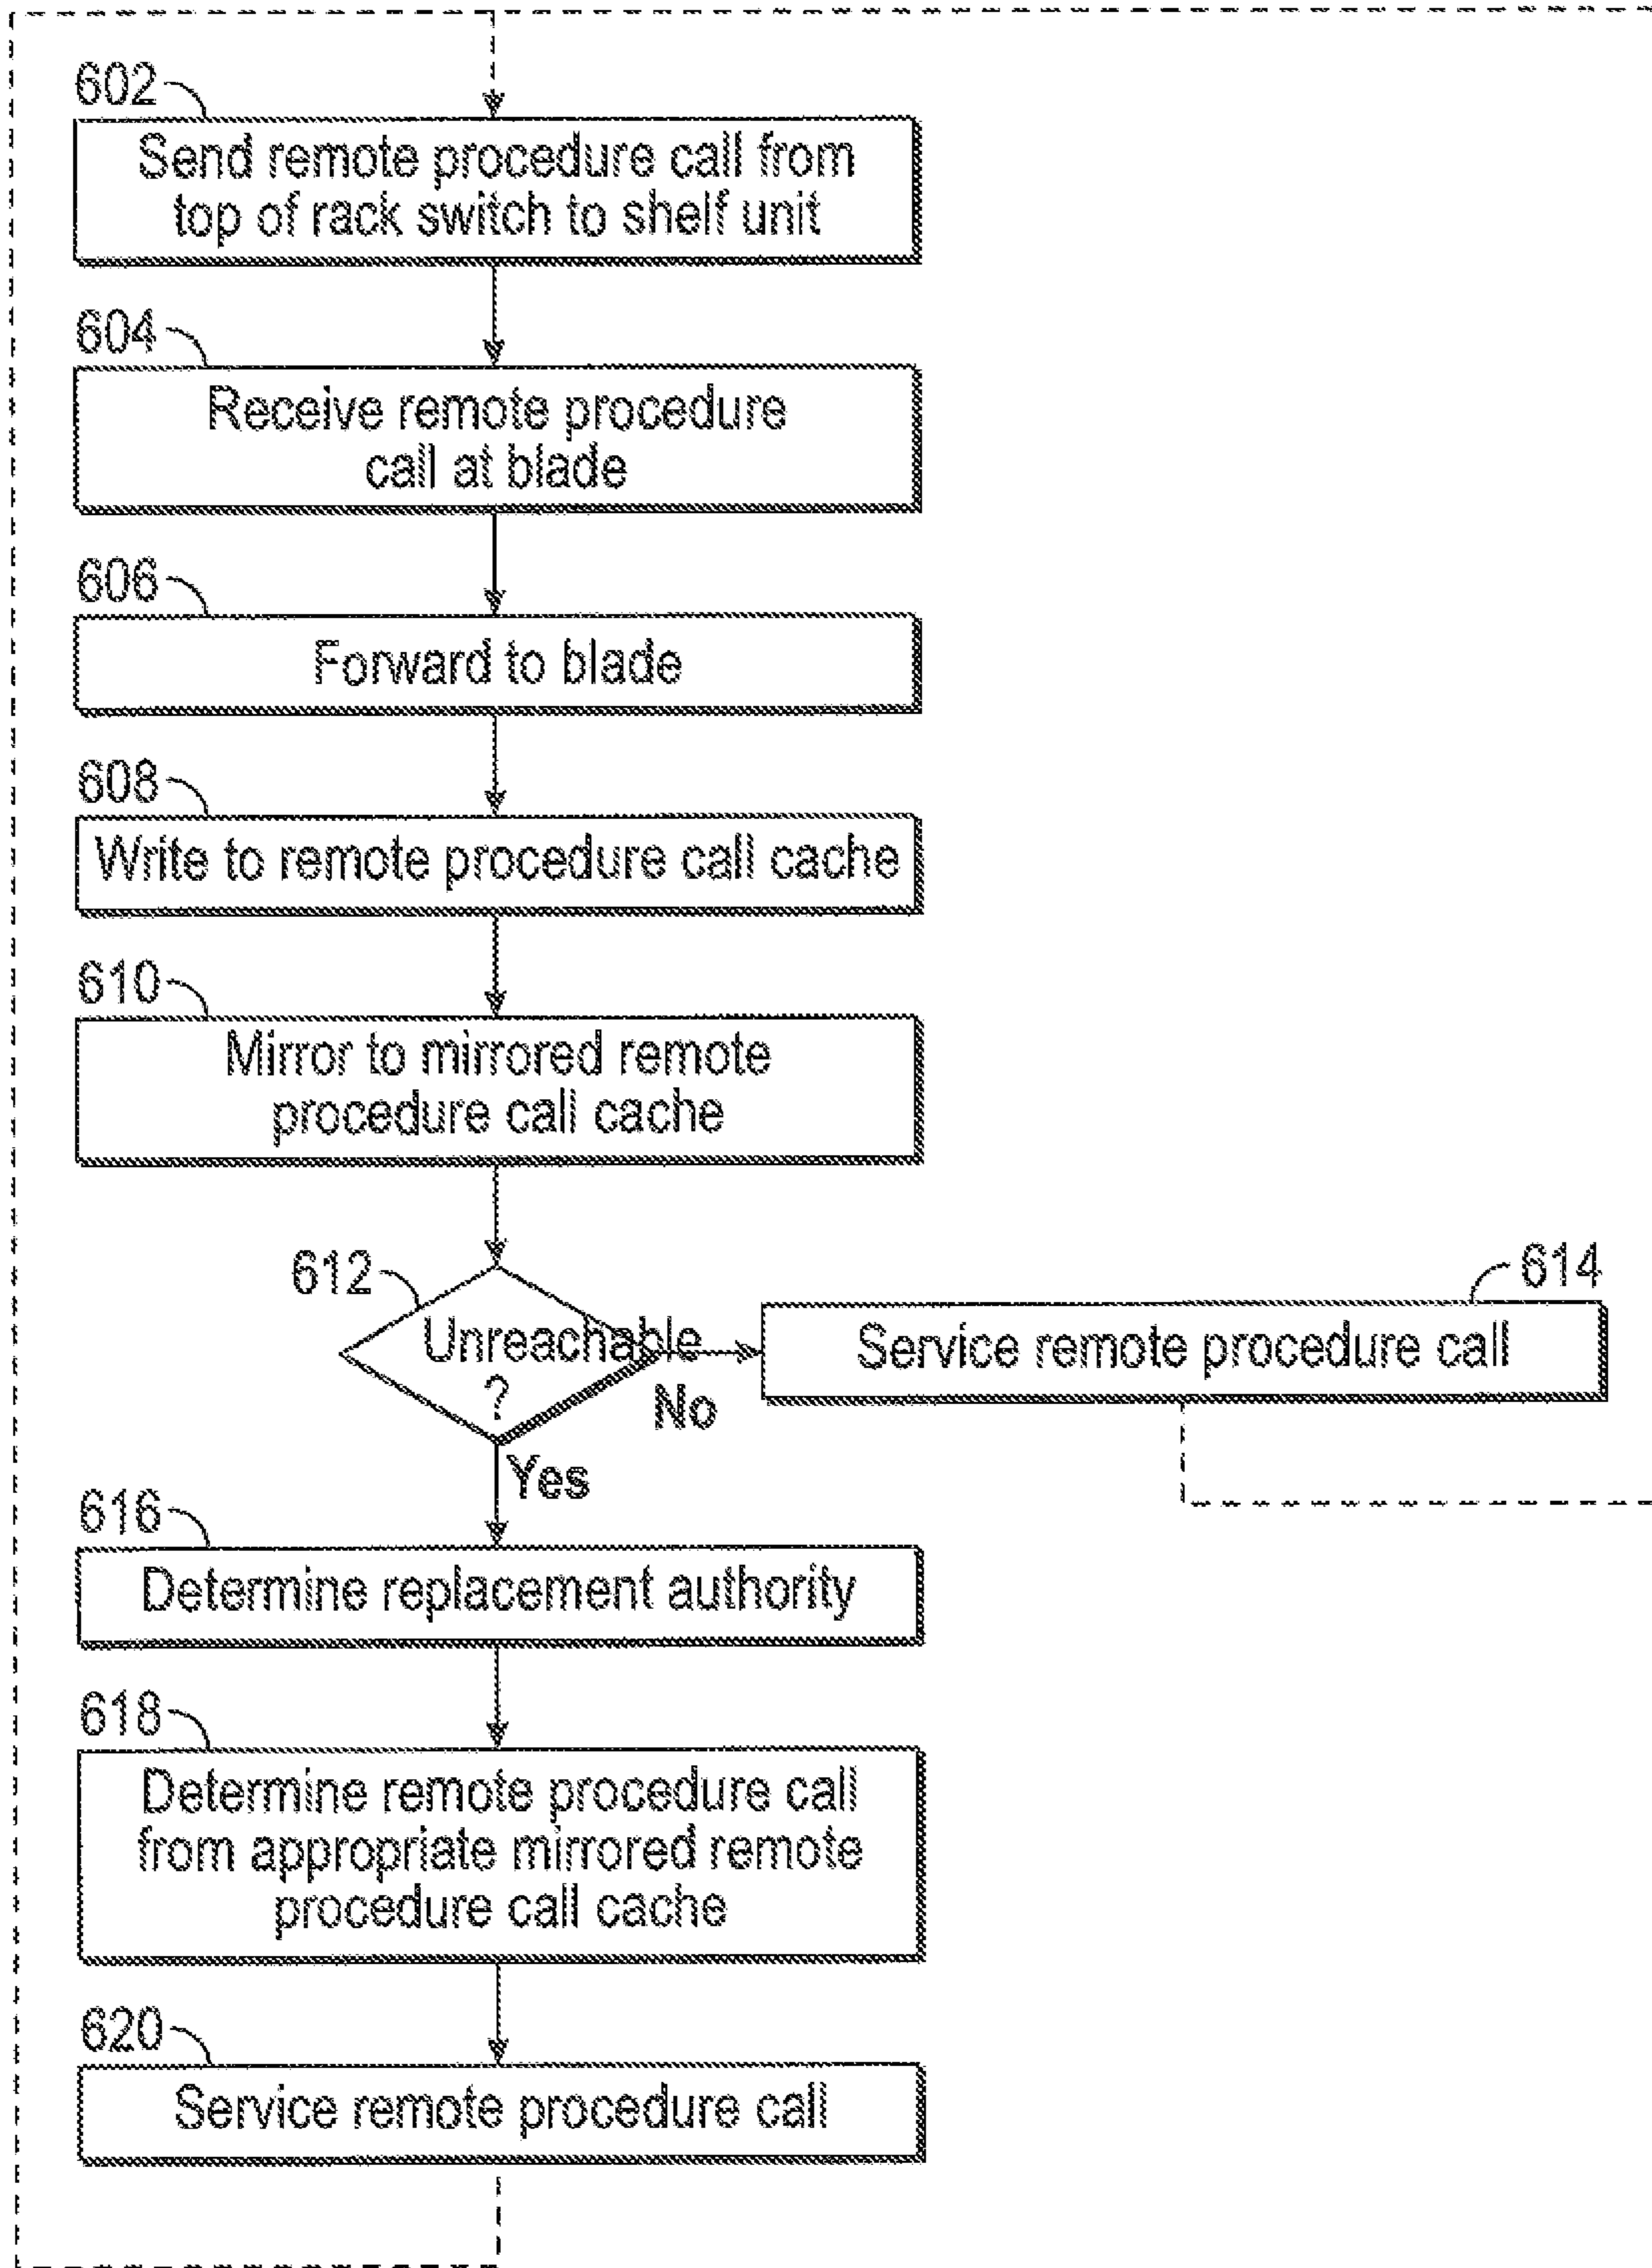 602
Send remote procedure call from
top of rack switch to shelf unit
604
Receive remote procedure
call at blade
606
Forward to blade
608
Write to remote procedure call cache
610
Mirror to mirrored remote
procedure call cache
612
Unreachable
?
No
614
Service remote procedure call
Yes
616
Determine replacement authority
618
Determine remote procedure call
from appropriate mirrored remote
procedure call cache
620
Service remote procedure call